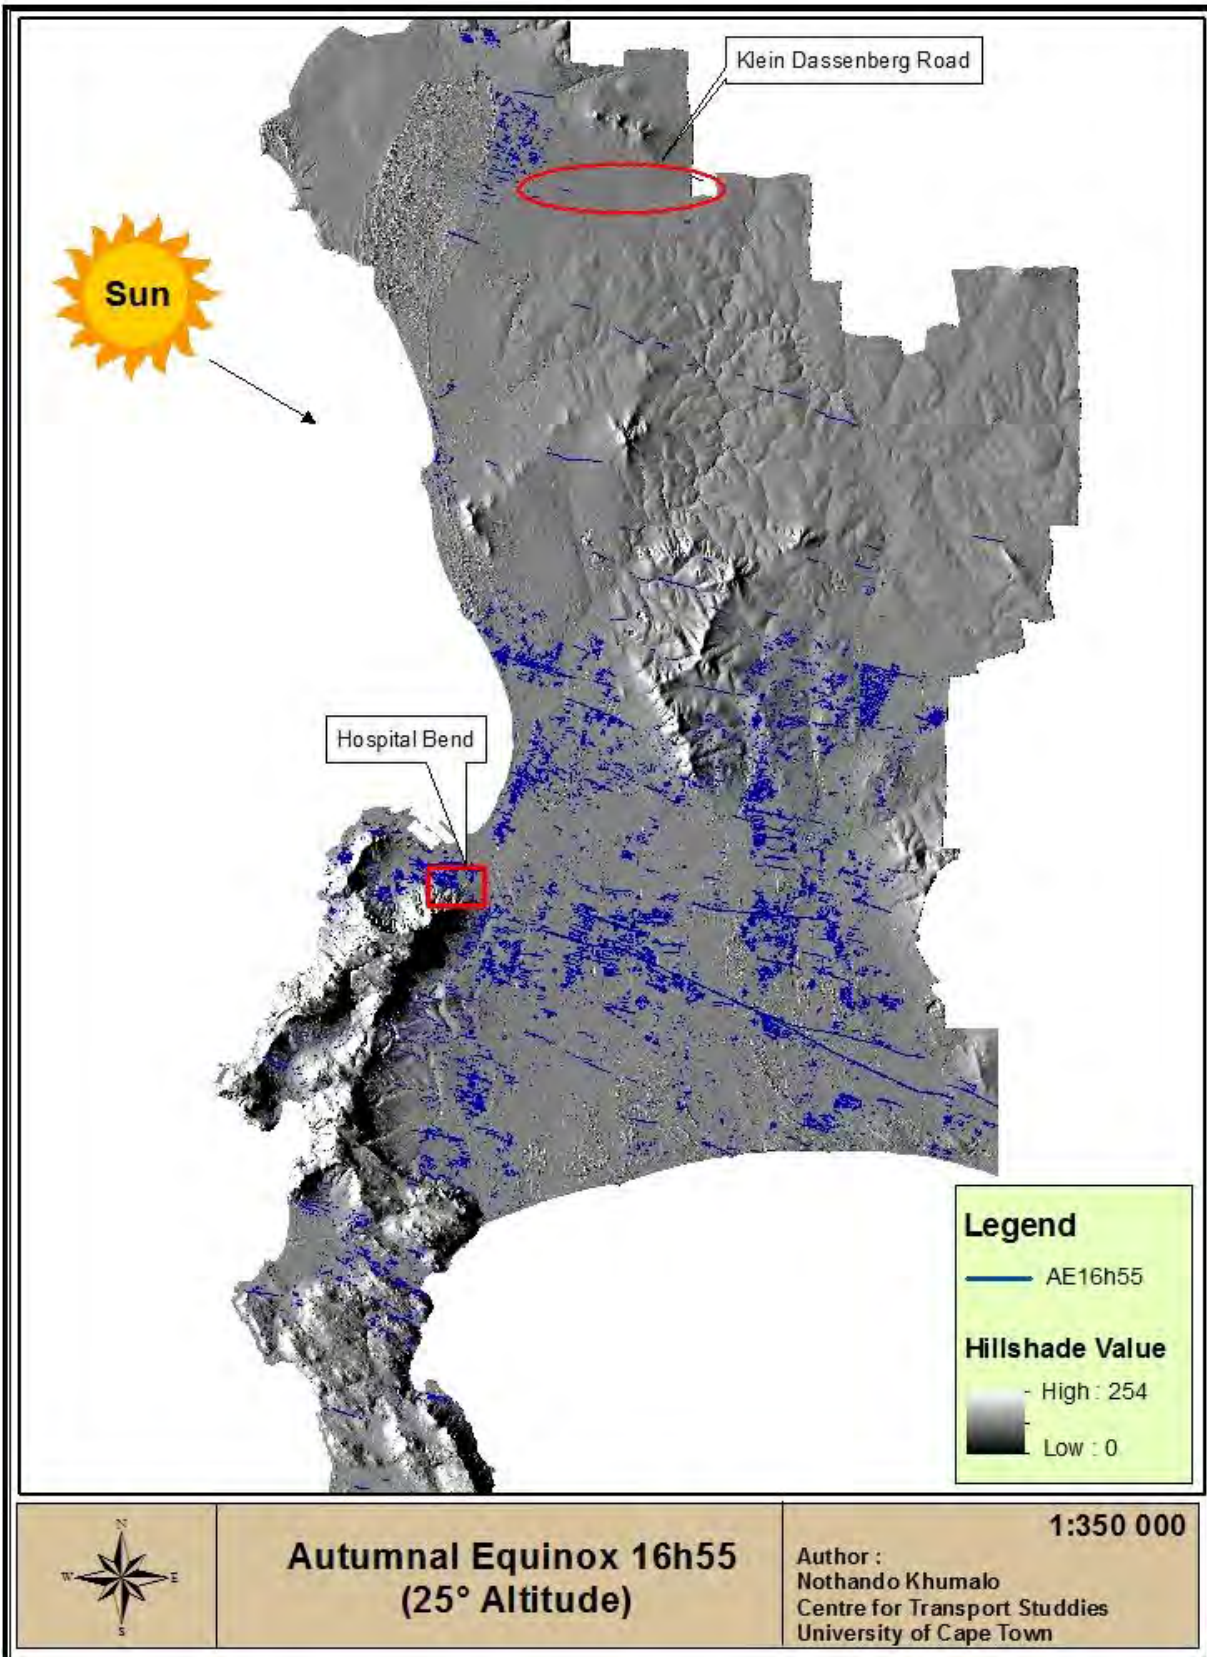 Klein Dassenberg Road
Sun
Hospital Bend
Legend
AE16h55
Hillshade Value
High : 254
Low : 0
N
W
E
S
Autumnal Equinox 16h55
(25° Altitude)
1:350 000
Author :
Nothando Khumalo
Centre for Transport Studdies
University of Cape Town